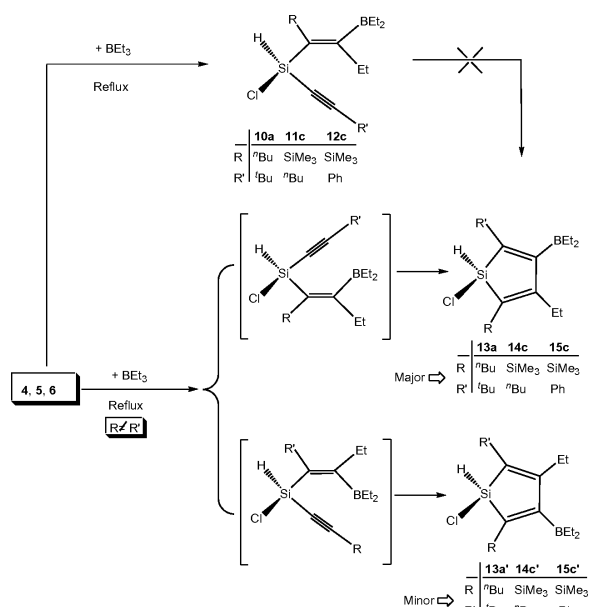 R
BEt2
H
+ BEt3
Si
Et
Reflux
Cl
R'
10a 11c 12c
R nBu SiMe3 SiMe3
R' tBu nBu Ph
R'
H
Si
BEt2
Cl
R
Et
R'
BEt2
H
Si
Cl
Et
R
13a 14c 15c
Major R nBu SiMe3 SiMe3
R' tBu nBu Ph
4, 5, 6
+ BEt3
Reflux
R≠R'
R'
Et
H
Si
BEt2
Cl
R
R'
Et
H
Si
Cl
BEt2
R
13a' 14c' 15c'
R nBu SiMe3 SiMe3
Minor